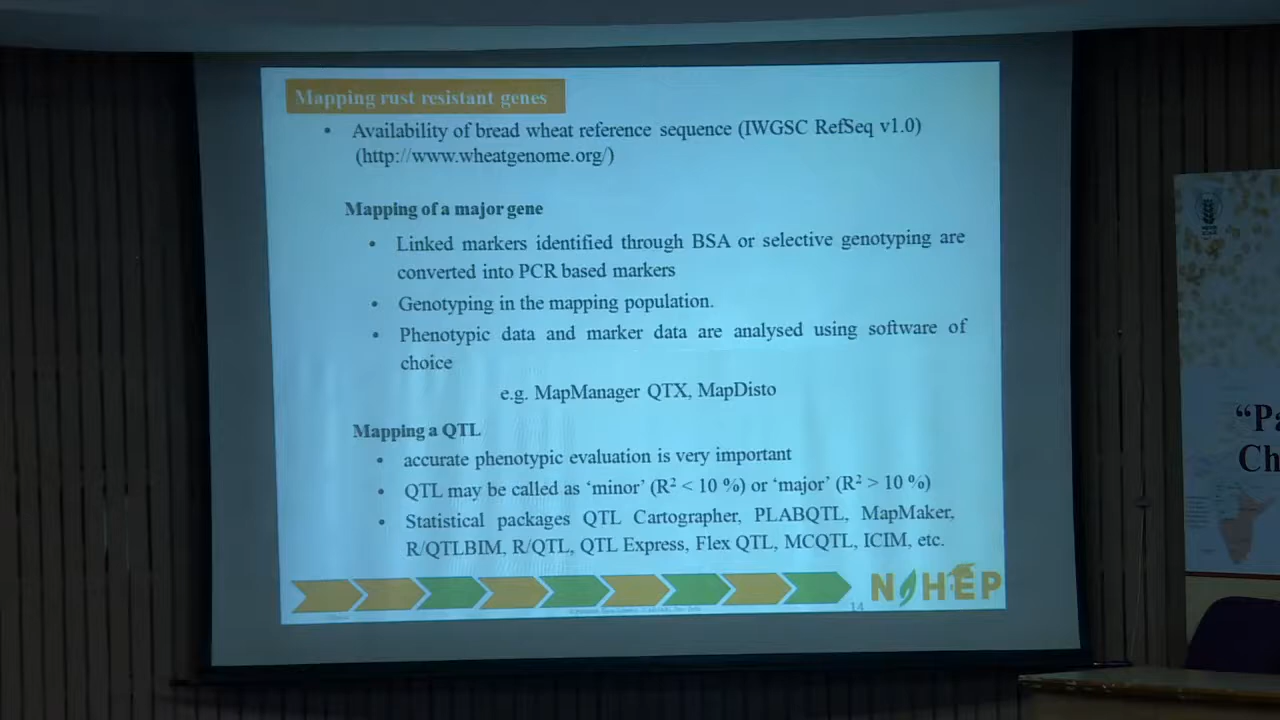 Mapping rust resistant genes
• Availability of bread wheat reference sequence (IWGSC RefSeq v1.0)
(http://www.wheatgenome.org/)
Mapping of a major gene
• Linked markers identified through BSA or selective genotyping are
converted into PCR based markers
• Genotyping in the mapping population.
• Phenotypic data and marker data are analysed using software of
choice
e.g. MapManager QTX, MapDisto
Mapping a QTL
• accurate phenotypic evaluation is very important
• QTL may be called as ‘minor’ (R² < 10 %) or ‘major’ (R² > 10 %)
• Statistical packages QTL Cartographer, PLABQTL, MapMaker,
R/QTLBIM, R/QTL, QTL Express, Flex QTL, MCQTL, ICIM, etc.
14
NAHEP
“Pa
Ch